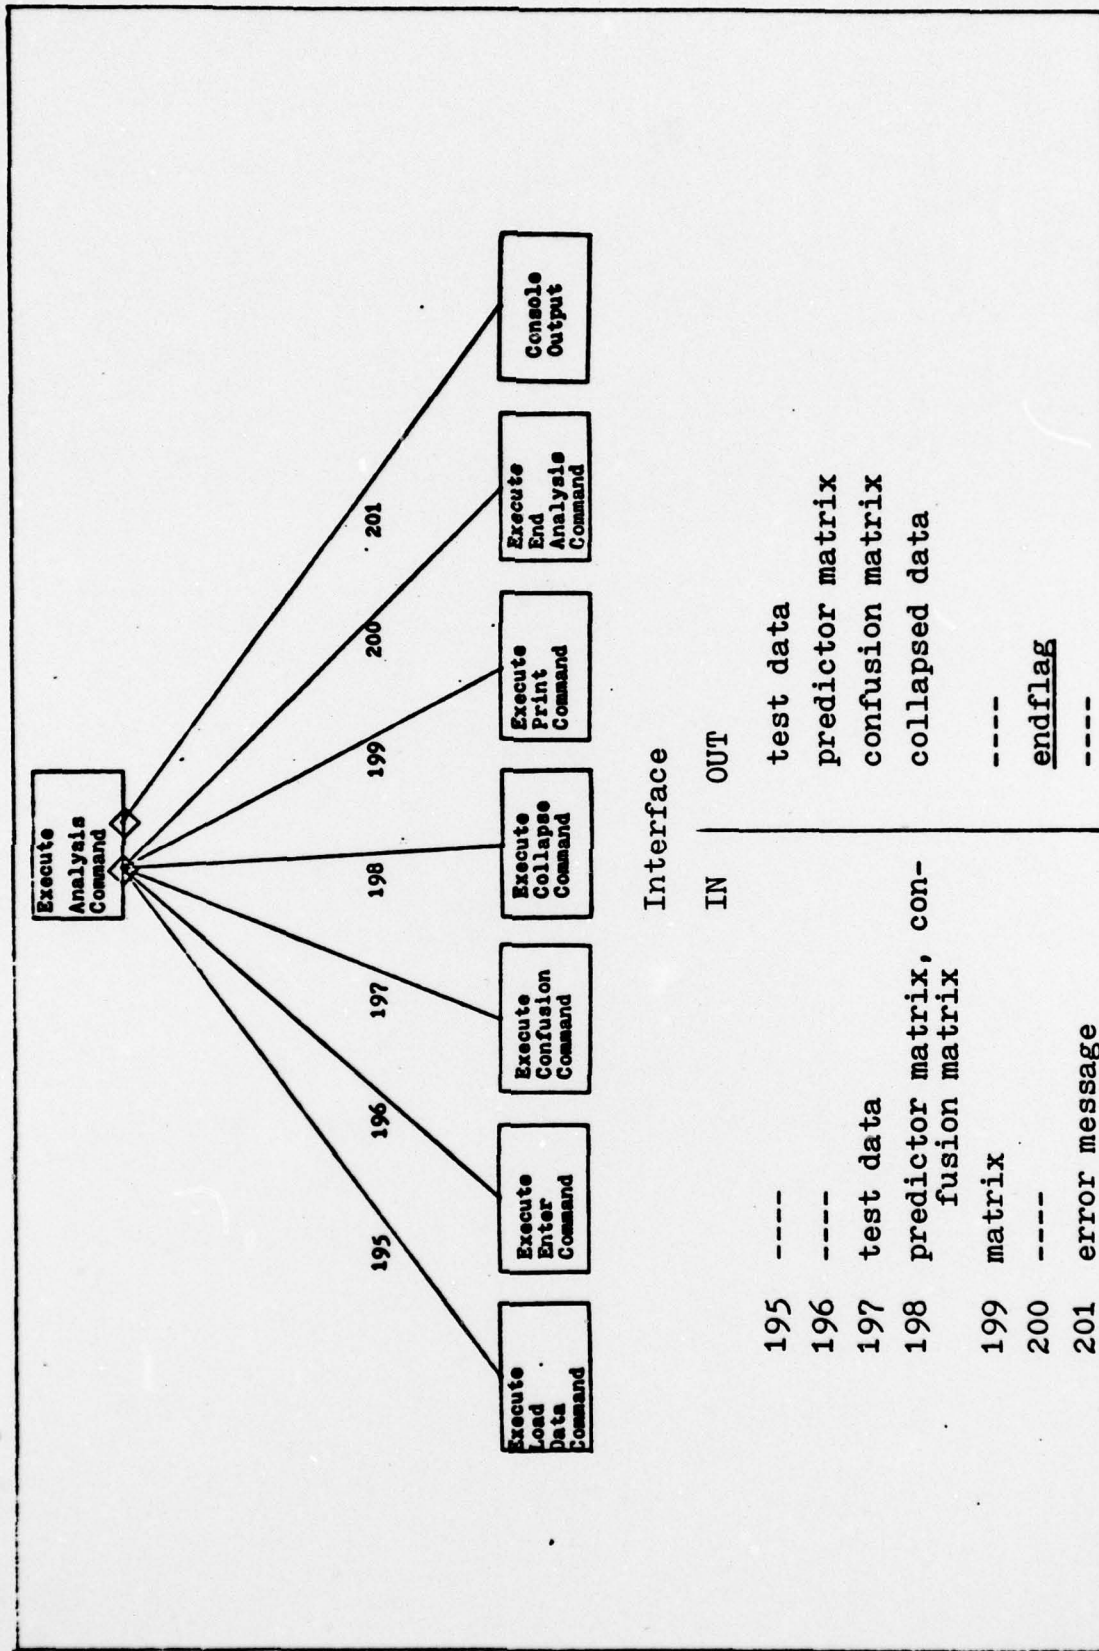 Execute
Analysis
Command
195
196
197
198
199
200
201
Execute
Load
Data
Command
Execute
Enter
Command
Execute
Confusion
Command
Execute
Collapse
Command
Execute
Print
Command
Execute
End
Analysis
Command
Console
Output
Interface
IN OUT
195 ---- test data
196 ---- predictor matrix
197 test data confusion matrix
198 predictor matrix, con- collapsed data
fusion matrix
199 matrix ----
200 ---- endflag
201 error message ----